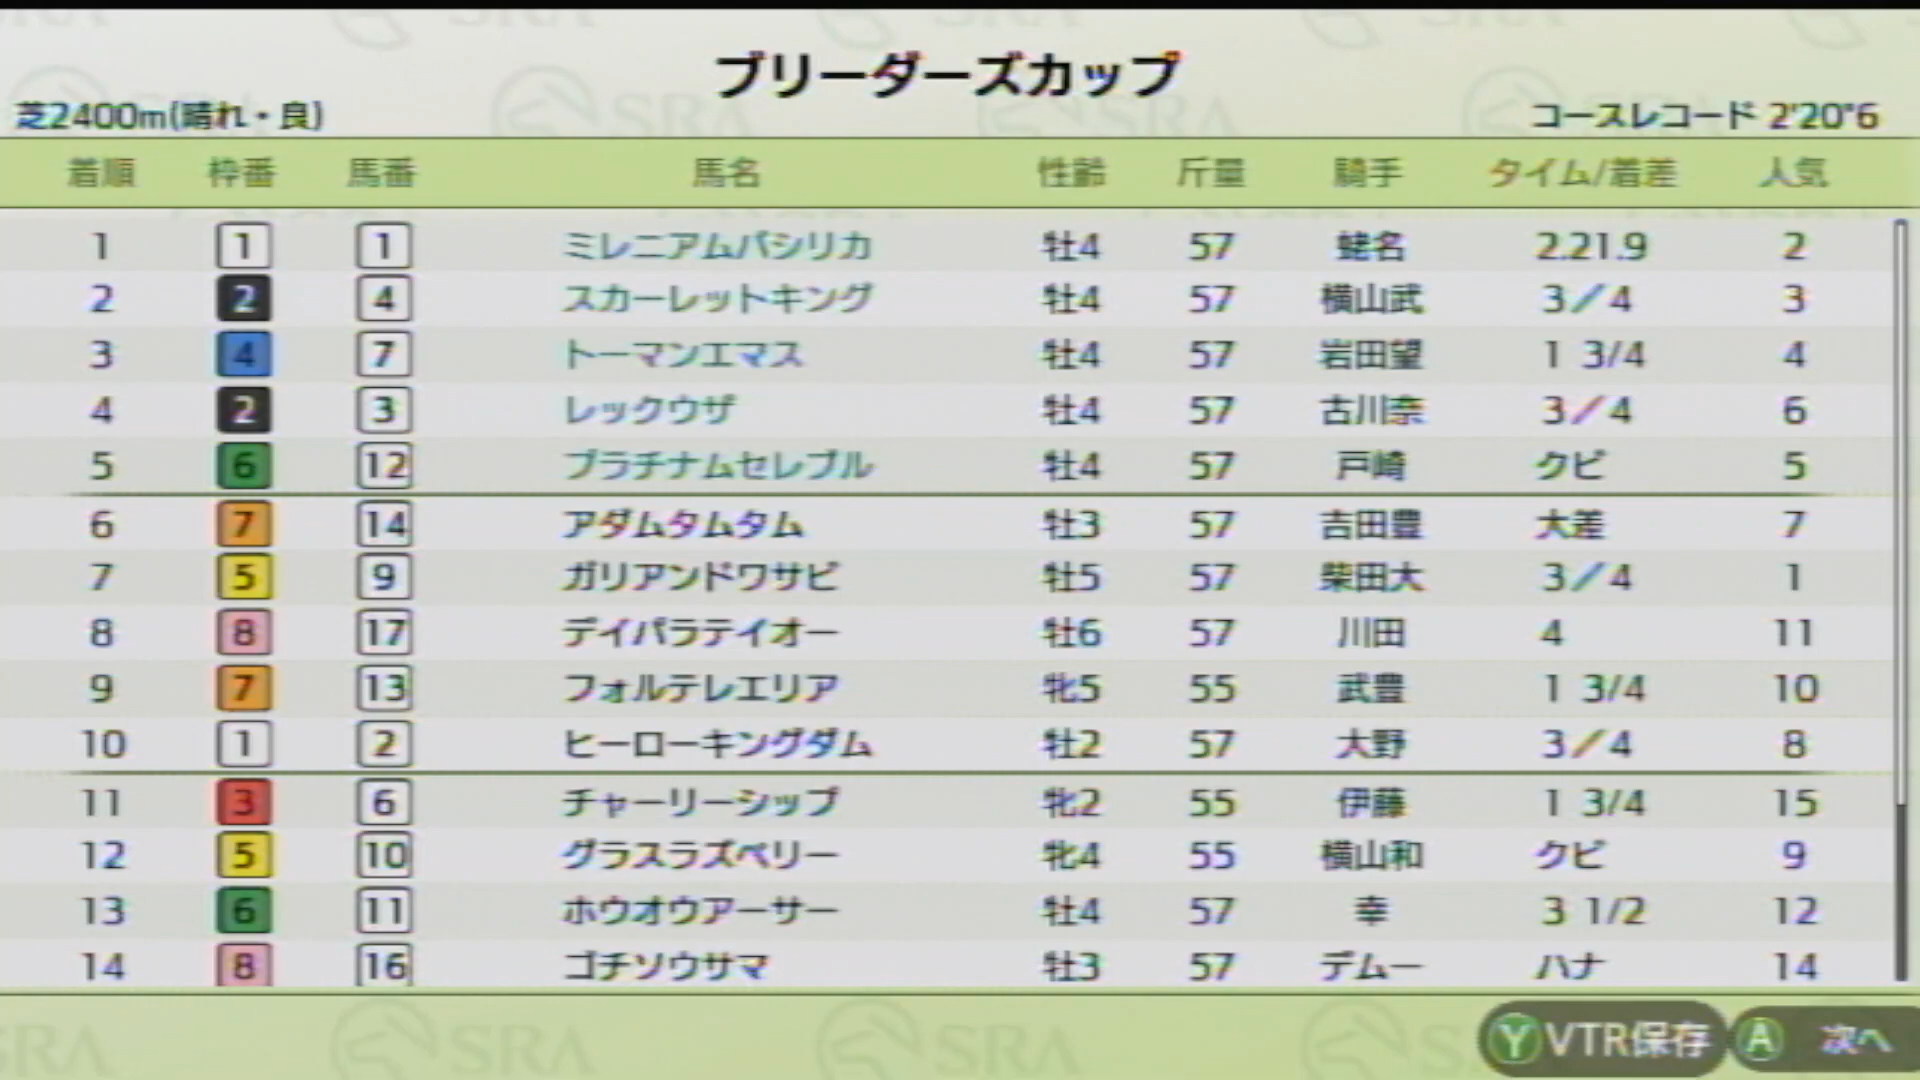 ブリーダーズカップ
芝2400m(晴れ・良) コースレコード 2'20"6
着順 枠番 馬番 馬名 性齢 斤量 騎手 タイム/着差 人気
1 1 1 ミレニアムバシリカ 牡4 57 蛯名 2.21.9 2
2 2 4 スカーレットキング 牡4 57 横山武 3/4 3
3 4 7 トーマンエマス 牡4 57 岩田望 1 3/4 4
4 2 3 レックウザ 牡4 57 古川奈 3/4 6
5 6 12 プラチナムセレブル 牡4 57 戸崎 クビ 5
6 7 14 アダムタムタム 牡3 57 吉田豊 大差 7
7 5 9 ガリアンドワサビ 牡5 57 柴田大 3/4 1
8 8 17 デイパラテイオー 牡6 57 川田 4 11
9 7 13 フォルテレエリア 牝5 55 武豊 1 3/4 10
10 1 2 ヒーローキングダム 牡2 57 大野 3/4 8
11 3 6 チャーリーシップ 牝2 55 伊藤 1 3/4 15
12 5 10 グラスラズベリー 牝4 55 横山和 クビ 9
13 6 11 ホウオウアーサー 牡4 57 幸 3 1/2 12
14 8 16 ゴチソウサマ 牡3 57 デムー ハナ 14
SRA SRA SRA
Y VTR保存 A 次へ